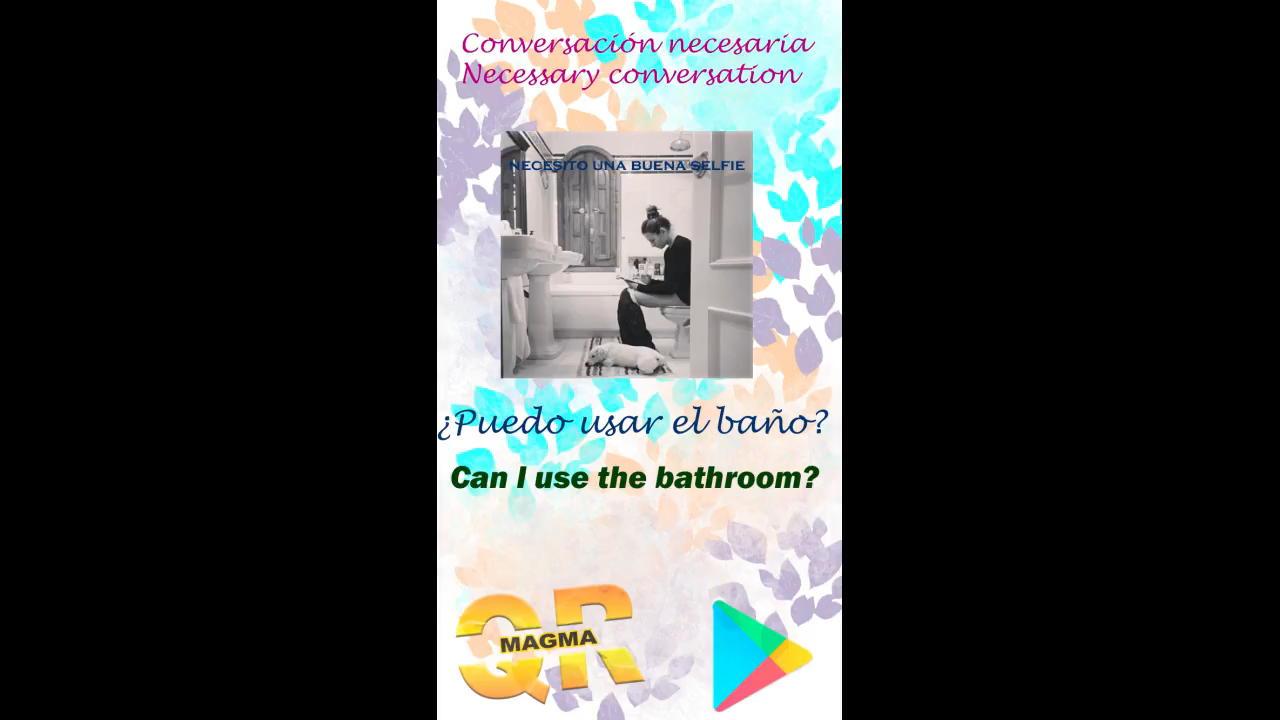 Conversación necesaria
Necessary conversation
NECESITO UNA BUENA SELFIE
¿Puedo usar el baño?
Can I use the bathroom?
QR
MAGMA